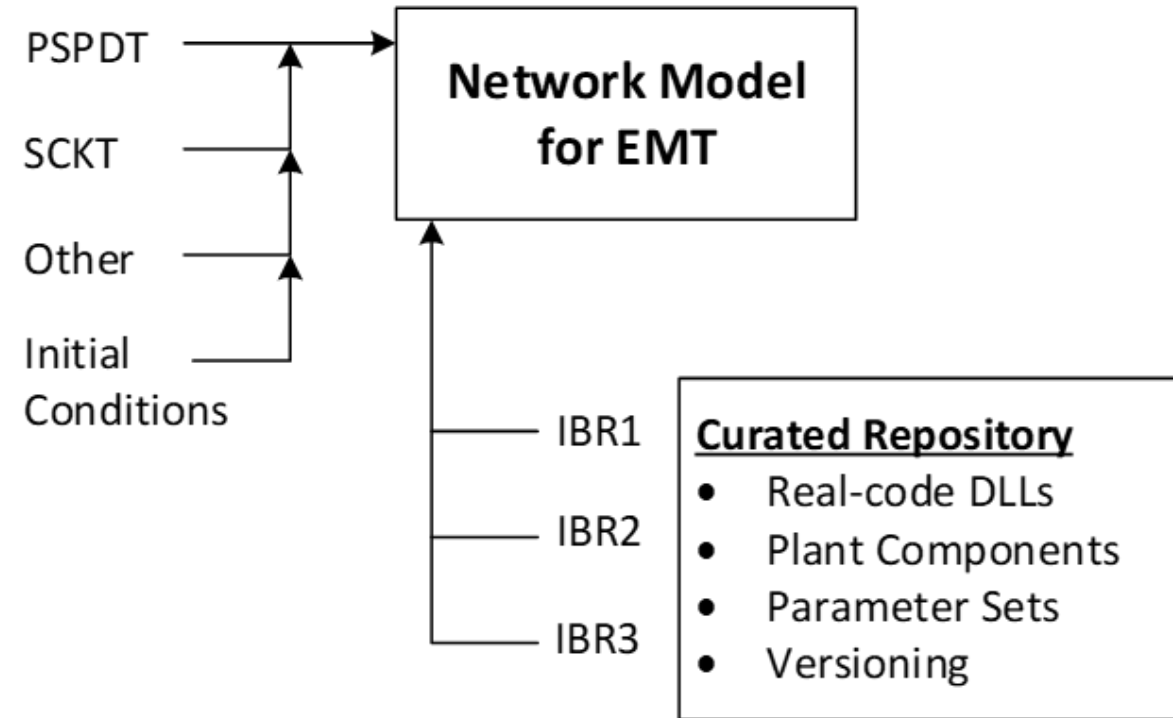 PSPDT
SCKT
Other
Initial
Conditions
Network Model
for EMT
IBR1
IBR2
IBR3
Curated Repository
• Real-code DLLs
• Plant Components
• Parameter Sets
• Versioning